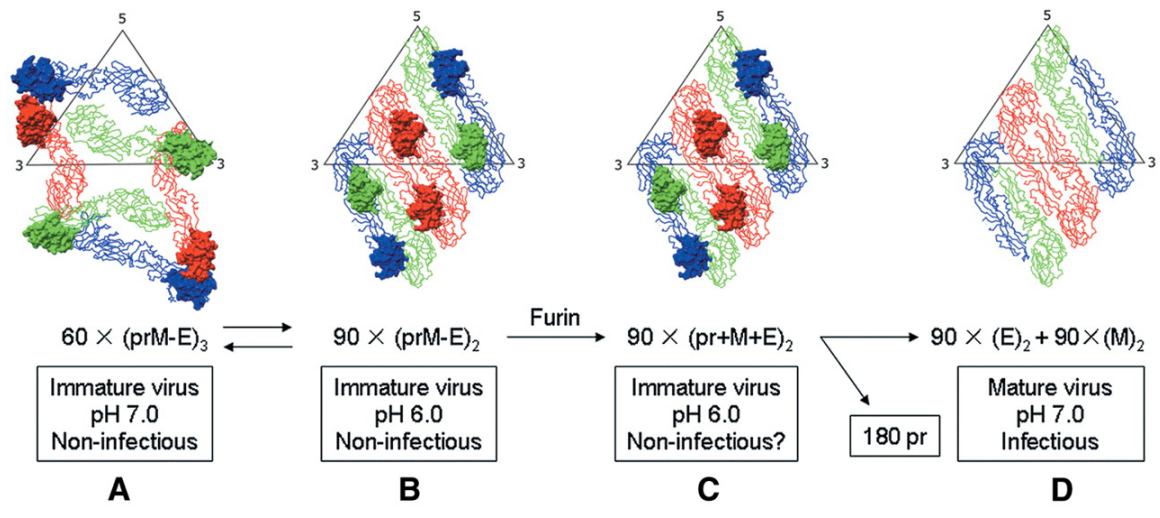 5
5
5
5
3
3
3
3
3
3
3
3
60 × (prM-E)₃
90 × (prM-E)₂
Furin
90 × (pr+M+E)₂
90 × (E)₂ + 90×(M)₂
Immature virus
pH 7.0
Non-infectious
Immature virus
pH 6.0
Non-infectious
Immature virus
pH 6.0
Non-infectious?
180 pr
Mature virus
pH 7.0
Infectious
A
B
C
D